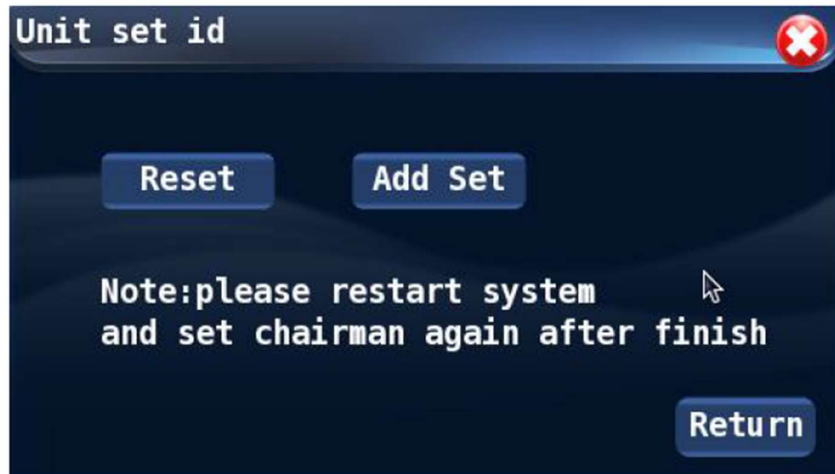 Unit set id
Reset Add Set
Note:please restart system
and set chairman again after finish
Return